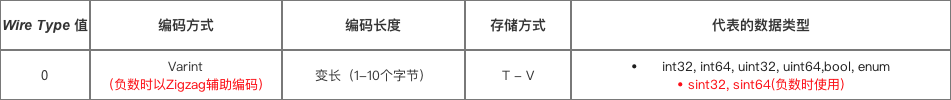 Wire Type 值 编码方式 编码长度 存储方式 代表的数据类型
0 Varint
(负数时以Zigzag辅助编码) 变长(1-10个字节) T - V • int32, int64, uint32, uint64,bool, enum
• sint32, sint64(负数时使用)